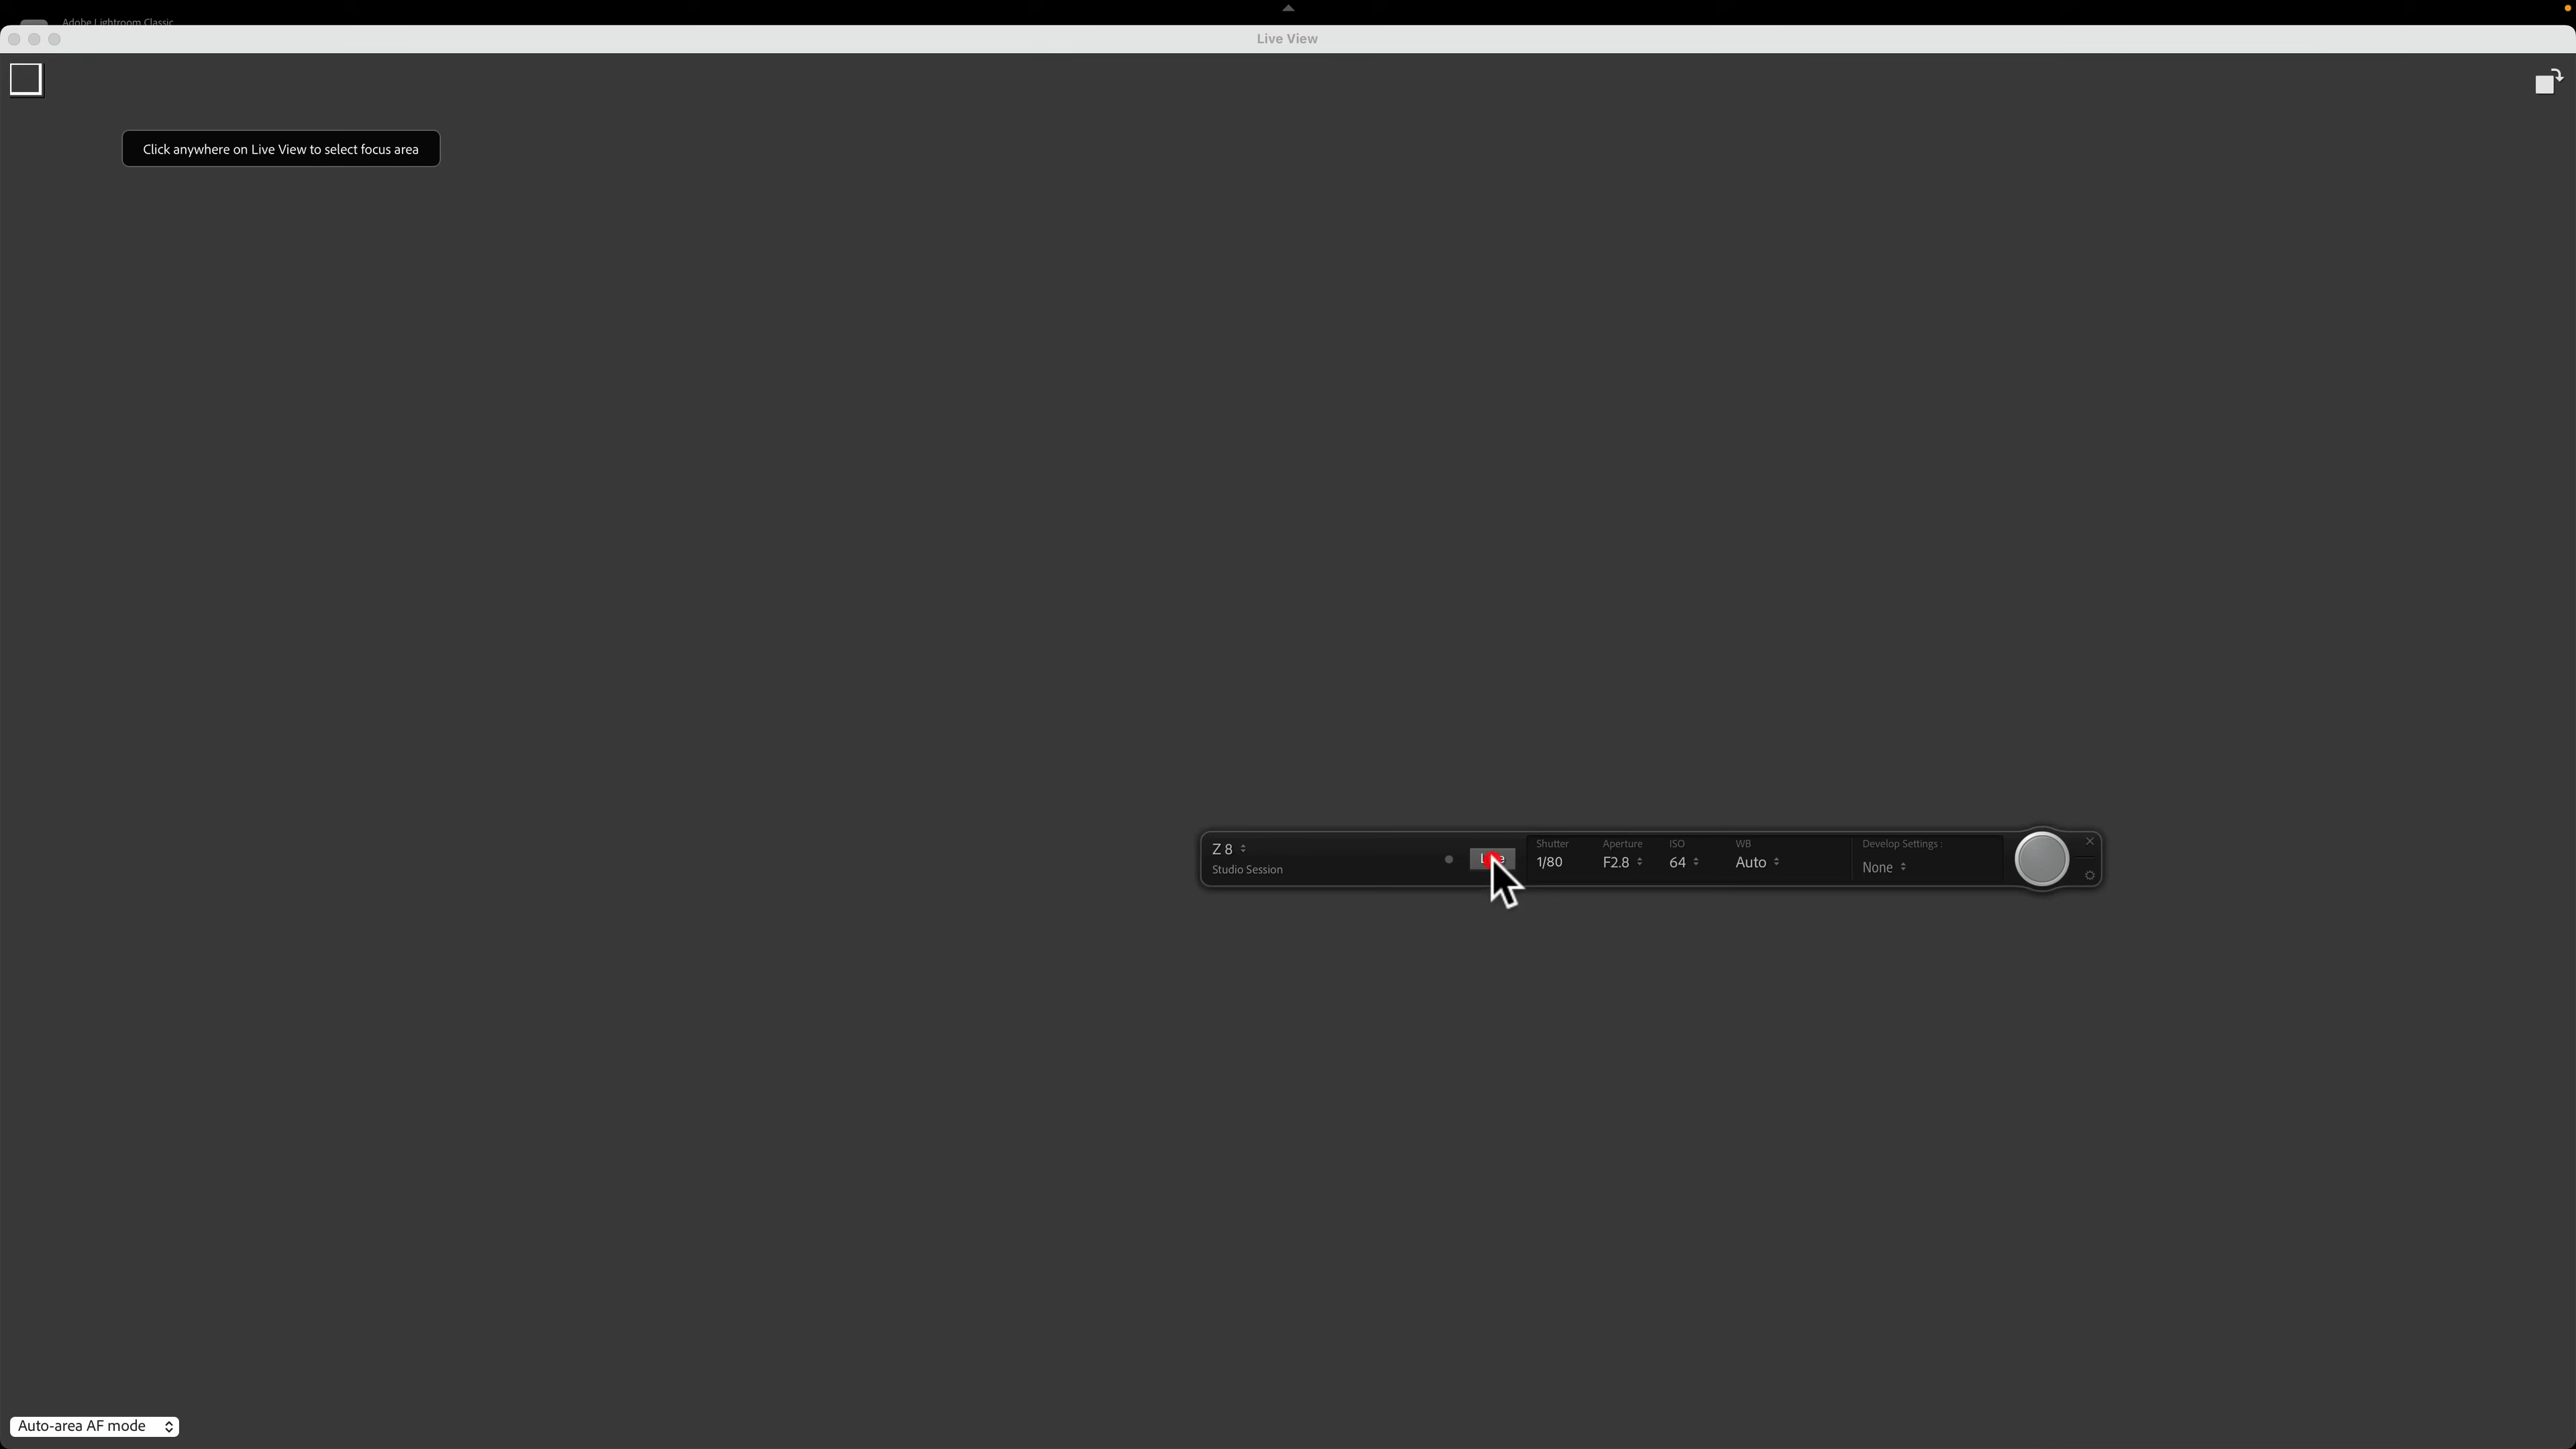 Adobe Lightroom Classic
Live View
Click anywhere on Live View to select focus area
Z 8
Studio Session
Shutter
1/80
Aperture
F2.8
ISO
64
WB
Auto
Develop Settings :
None
Auto-area AF mode